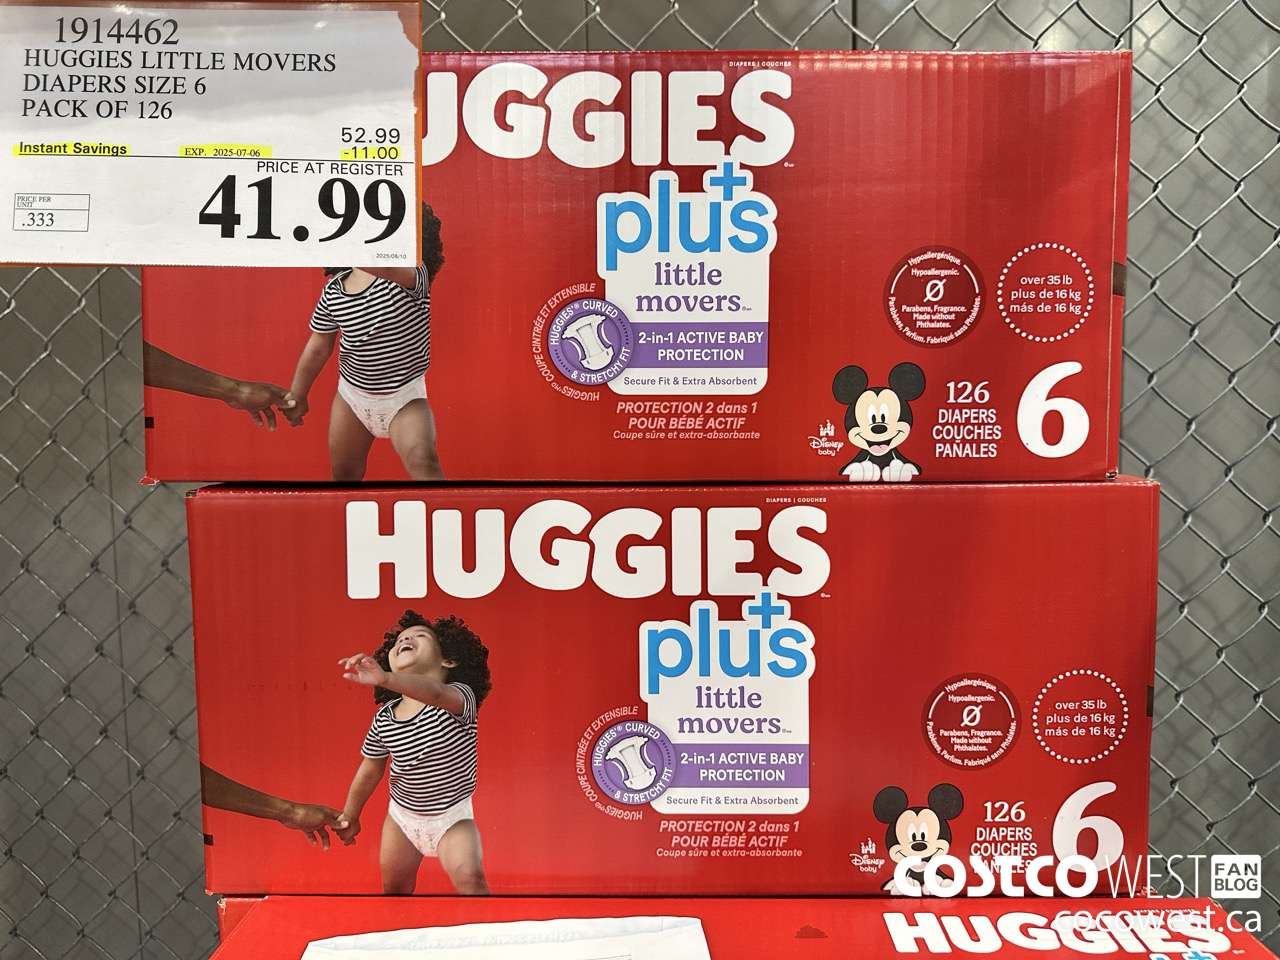 1914462
HUGGIES LITTLE MOVERS
DIAPERS SIZE 6
PACK OF 126
52.99
Instant Savings EXP. 2025-07-06 -11.00
PRICE AT REGISTER
41.99
PRICE PER
UNIT
.333
DIAPERS | COUCHES
UGGIES
plus
little
movers
HUGGIES® CURVED
& STRETCHY FIT
HUGGIES MD COUPE CINTRÉE ET EXTENSIBLE
2-in-1 ACTIVE BABY
PROTECTION
Secure Fit & Extra Absorbent
PROTECTION 2 dans 1
POUR BÉBÉ ACTIF
Coupe sûre et extra-absorbante
Hypoallergénique.
Hypoallergenic.
Parabens, Fragrance.
Made without
Phthalates.
over 35 lb
plus de 16 kg
más de 16 kg
Disney
baby
126
DIAPERS
COUCHES
PAÑALES
6
DIAPERS | COUCHES
HUGGIES
plus
little
movers
HUGGIES® CURVED
& STRETCHY FIT
HUGGIES MD COUPE CINTRÉE ET EXTENSIBLE
2-in-1 ACTIVE BABY
PROTECTION
Secure Fit & Extra Absorbent
PROTECTION 2 dans 1
POUR BÉBÉ ACTIF
Coupe sûre et extra-absorbante
Hypoallergénique.
Hypoallergenic.
Parabens, Fragrance.
Made without
Phthalates.
over 35 lb
plus de 16 kg
más de 16 kg
Disney
baby
126
DIAPERS
COUCHES
PAÑALES
6
COSTCO WEST FAN
BLOG
cocowest.ca
HUGGIES